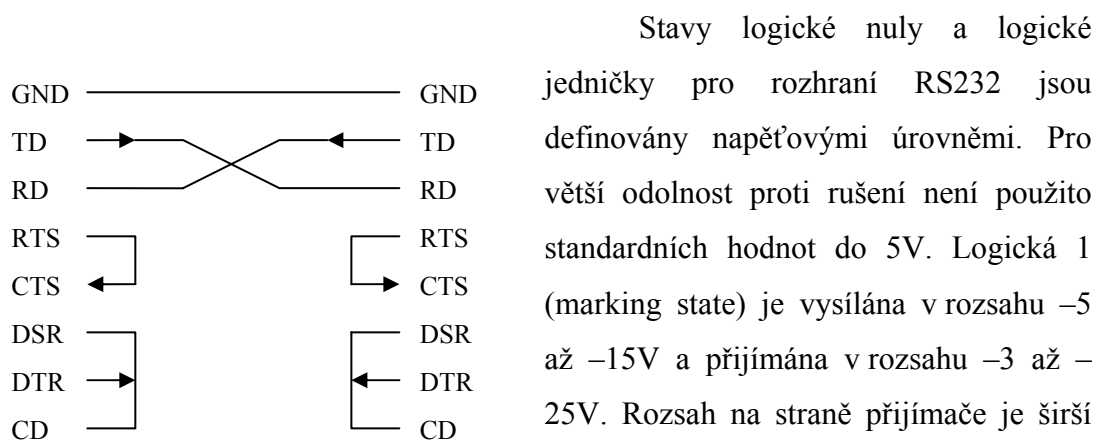 GND GND
TD TD
RD RD
RTS RTS
CTS CTS
DSR DSR
DTR DTR
CD CD
Stavy logické nuly a logické
jedničky pro rozhraní RS232 jsou
definovány napěťovými úrovněmi. Pro
větší odolnost proti rušení není použito
standardních hodnot do 5V. Logická 1
(marking state) je vysílána v rozsahu –5
až –15V a přijímána v rozsahu –3 až –
25V. Rozsah na straně přijímače je širší